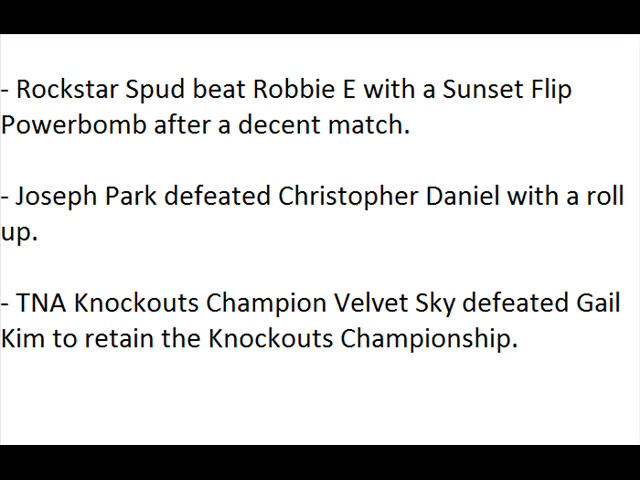 - Rockstar Spud beat Robbie E with a Sunset Flip
Powerbomb after a decent match.
- Joseph Park defeated Christopher Daniel with a roll
up.
- TNA Knockouts Champion Velvet Sky defeated Gail
Kim to retain the Knockouts Championship.